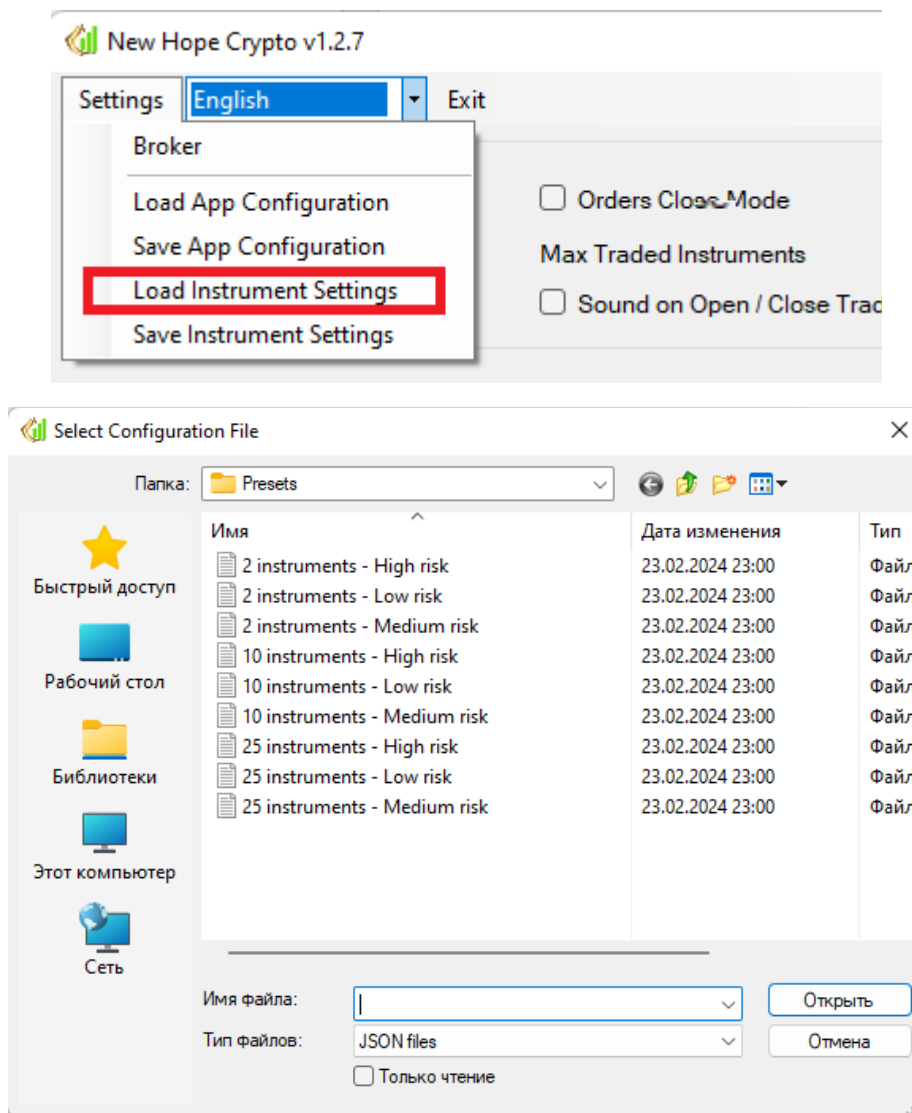 New Hope Crypto v1.2.7
Settings English Exit
Broker
Load App Configuration
Save App Configuration
Load Instrument Settings
Save Instrument Settings
Orders Close Mode
Max Traded Instruments
Sound on Open / Close Trad
Select Configuration File
Папка: Presets
Имя Дата изменения Тип
2 instruments - High risk 23.02.2024 23:00 Файл
2 instruments - Low risk 23.02.2024 23:00 Файл
2 instruments - Medium risk 23.02.2024 23:00 Файл
10 instruments - High risk 23.02.2024 23:00 Файл
10 instruments - Low risk 23.02.2024 23:00 Файл
10 instruments - Medium risk 23.02.2024 23:00 Файл
25 instruments - High risk 23.02.2024 23:00 Файл
25 instruments - Low risk 23.02.2024 23:00 Файл
25 instruments - Medium risk 23.02.2024 23:00 Файл
Быстрый доступ
Рабочий стол
Библиотеки
Этот компьютер
Сеть
Имя файла: Открыть
Тип файлов: JSON files Отмена
Только чтение